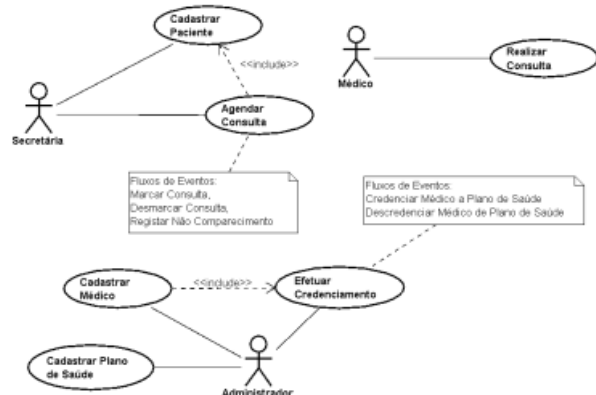 Cadastrar
Paciente
<<include>>
Realizar
Consulta
Médico
Agendar
Consulta
Secretária
Fluxos de Eventos:
Marcar Consulta,
Desmarcar Consulta,
Registar Não Comparecimento
Fluxos de Eventos:
Credenciar Médico a Plano de Saúde
Descredenciar Médico de Plano de Saúde
Cadastrar
Médico
<<include>>
Efetuar
Credenciamento
Cadastrar Plano
de Saúde
Administrador